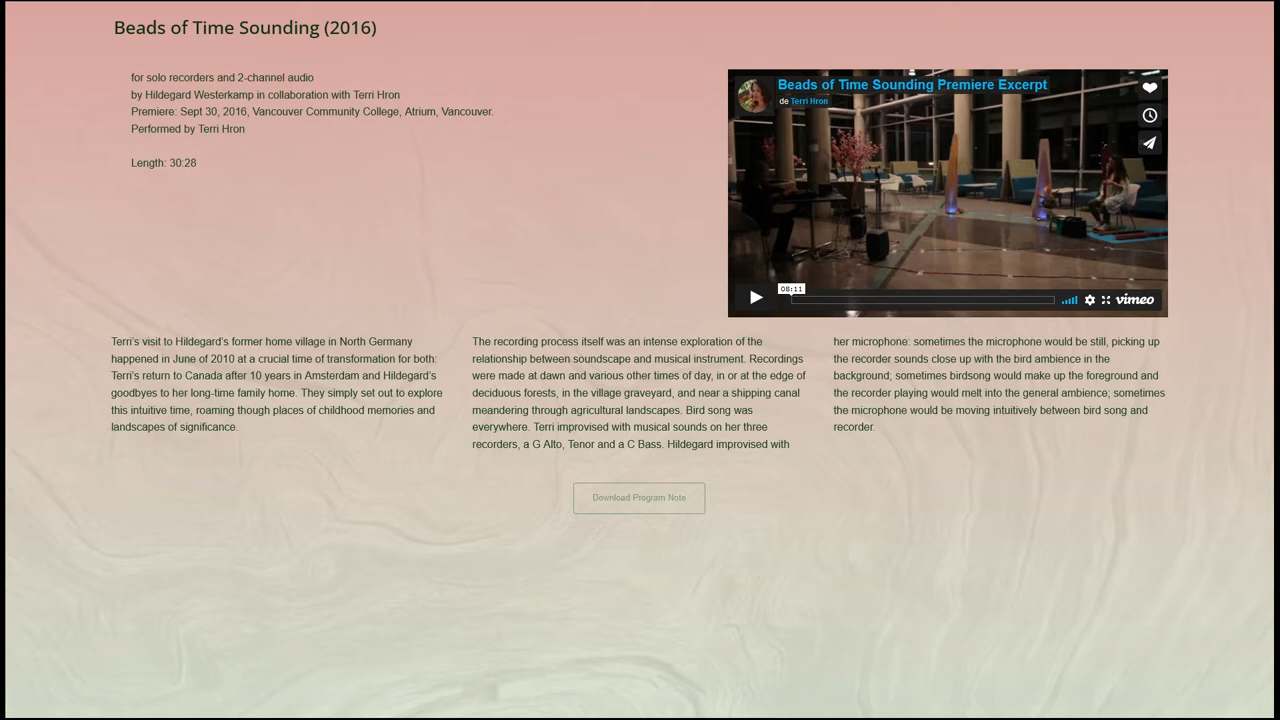 Beads of Time Sounding (2016)
for solo recorders and 2-channel audio
by Hildegard Westerkamp in collaboration with Terri Hron
Premiere: Sept 30, 2016, Vancouver Community College, Atrium, Vancouver.
Performed by Terri Hron
Length: 30:28
Beads of Time Sounding Premiere Excerpt
de Terri Hron
08:11
vimeo
Terri's visit to Hildegard's former home village in North Germany
happened in June of 2010 at a crucial time of transformation for both:
Terri's return to Canada after 10 years in Amsterdam and Hildegard's
goodbyes to her long-time family home. They simply set out to explore
this intuitive time, roaming though places of childhood memories and
landscapes of significance.
The recording process itself was an intense exploration of the
relationship between soundscape and musical instrument. Recordings
were made at dawn and various other times of day, in or at the edge of
deciduous forests, in the village graveyard, and near a shipping canal
meandering through agricultural landscapes. Bird song was
everywhere. Terri improvised with musical sounds on her three
recorders, a G Alto, Tenor and a C Bass. Hildegard improvised with
her microphone: sometimes the microphone would be still, picking up
the recorder sounds close up with the bird ambience in the
background; sometimes birdsong would make up the foreground and
the recorder playing would melt into the general ambience; sometimes
the microphone would be moving intuitively between bird song and
recorder.
Download Program Note